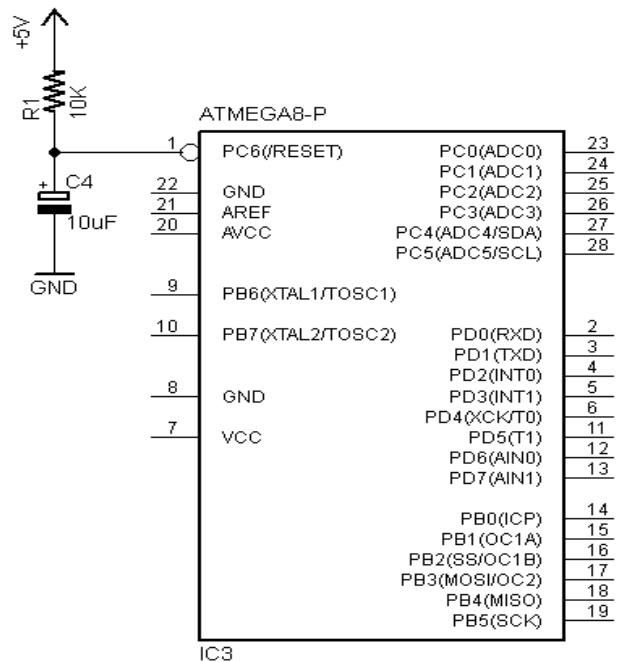 +5V
R1
10K
ATMEGA8-P
1
PC6(/RESET)
PC0(ADC0)
23
PC1(ADC1)
24
+
C4
10uF
GND
22
GND
PC2(ADC2)
25
21
AREF
PC3(ADC3)
26
20
AVCC
PC4(ADC4/SDA)
27
PC5(ADC5/SCL)
28
9
PB6(XTAL1/TOSC1)
10
PB7(XTAL2/TOSC2)
PD0(RXD)
2
PD1(TXD)
3
PD2(INT0)
4
8
GND
PD3(INT1)
5
PD4(XCK/T0)
6
7
VCC
PD5(T1)
11
PD6(AIN0)
12
PD7(AIN1)
13
PB0(ICP)
14
PB1(OC1A)
15
PB2(SS/OC1B)
16
PB3(MOSI/OC2)
17
PB4(MISO)
18
PB5(SCK)
19
IC3